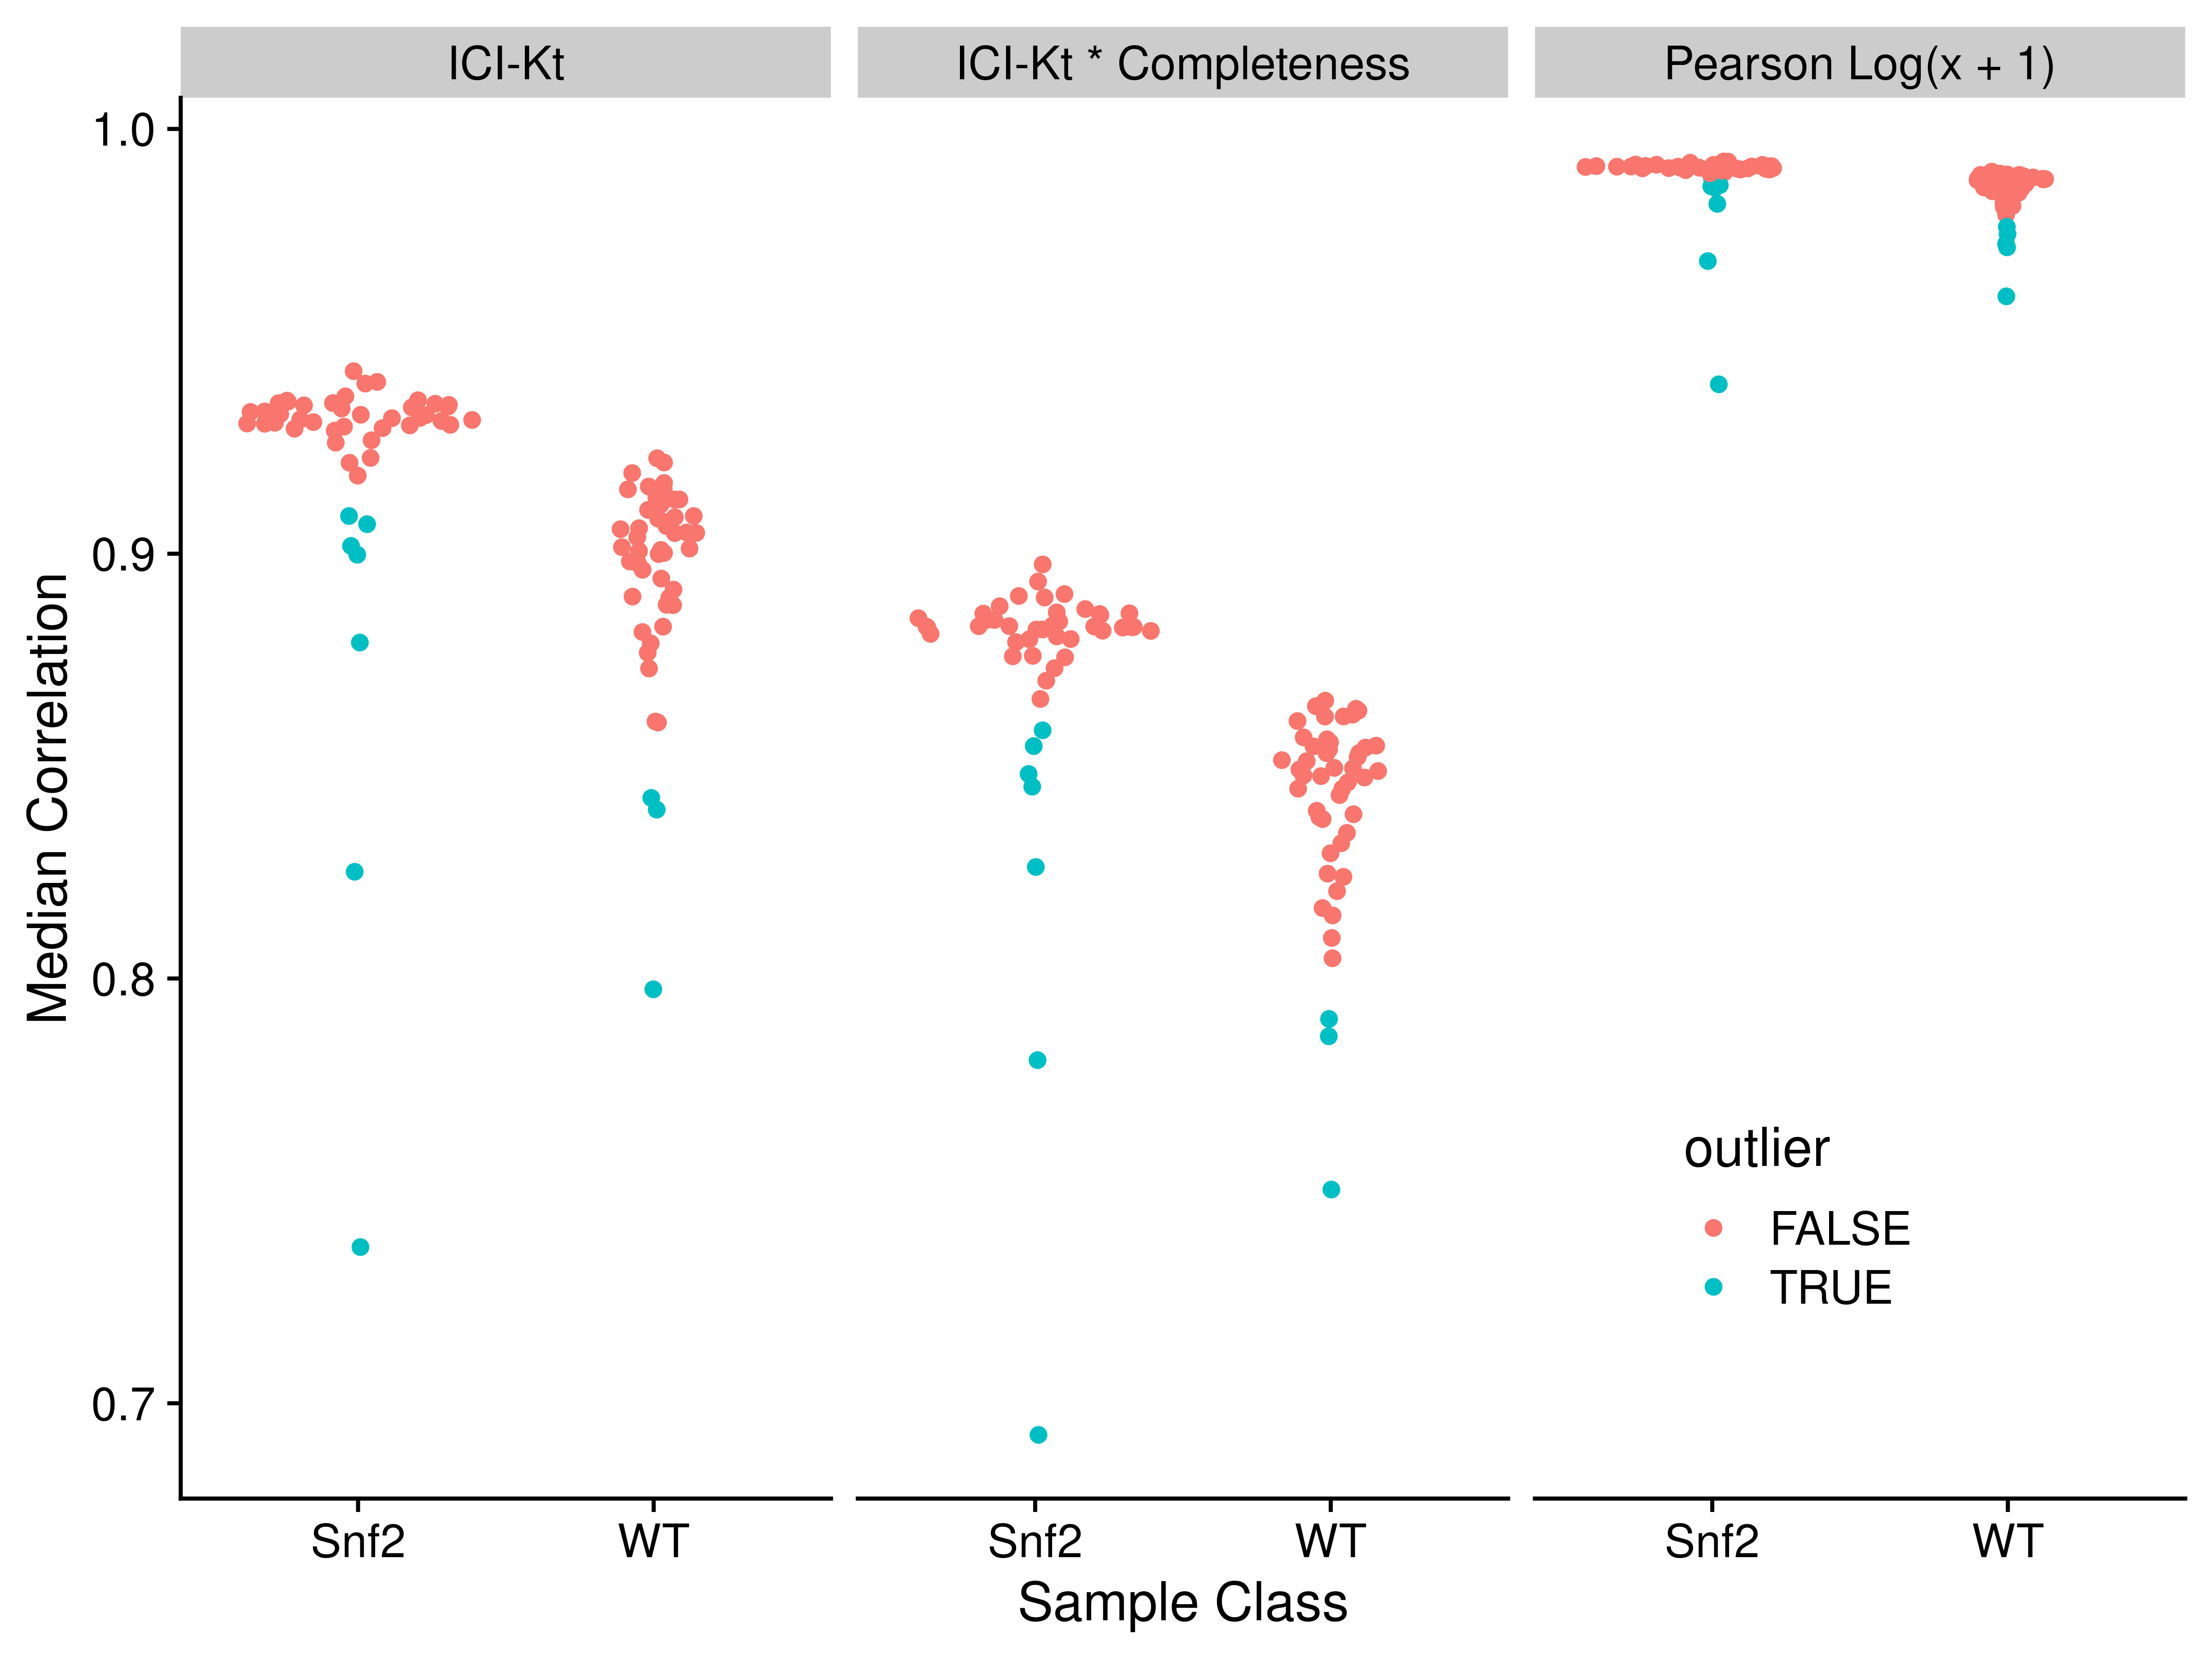 ICI-Kt
ICI-Kt * Completeness
Pearson Log(x + 1)
1.0
0.9
0.8
0.7
Median Correlation
outlier
FALSE
TRUE
Snf2
WT
Snf2
WT
Snf2
WT
Sample Class